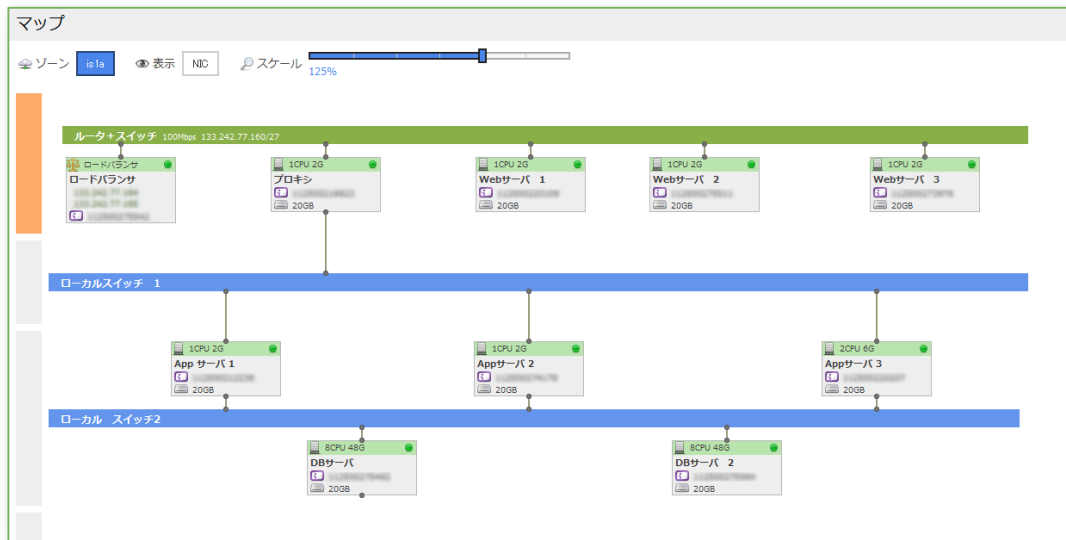 マップ
ゾーン is1a 表示 NIC スケール 125%
ルータ+スイッチ 100Mbps 133.242.77.160/27
ロードバランサ 1CPU 2G 1CPU 2G 1CPU 2G 1CPU 2G
ロードバランサ プロキシ Webサーバ 1 Webサーバ 2 Webサーバ 3
20GB 20GB 20GB 20GB
ローカルスイッチ 1
1CPU 2G 1CPU 2G 2CPU 6G
App サーバ 1 Appサーバ 2 Appサーバ 3
20GB 20GB 20GB
ローカル スイッチ2
8CPU 48G 8CPU 48G
DBサーバ DBサーバ 2
20GB 20GB